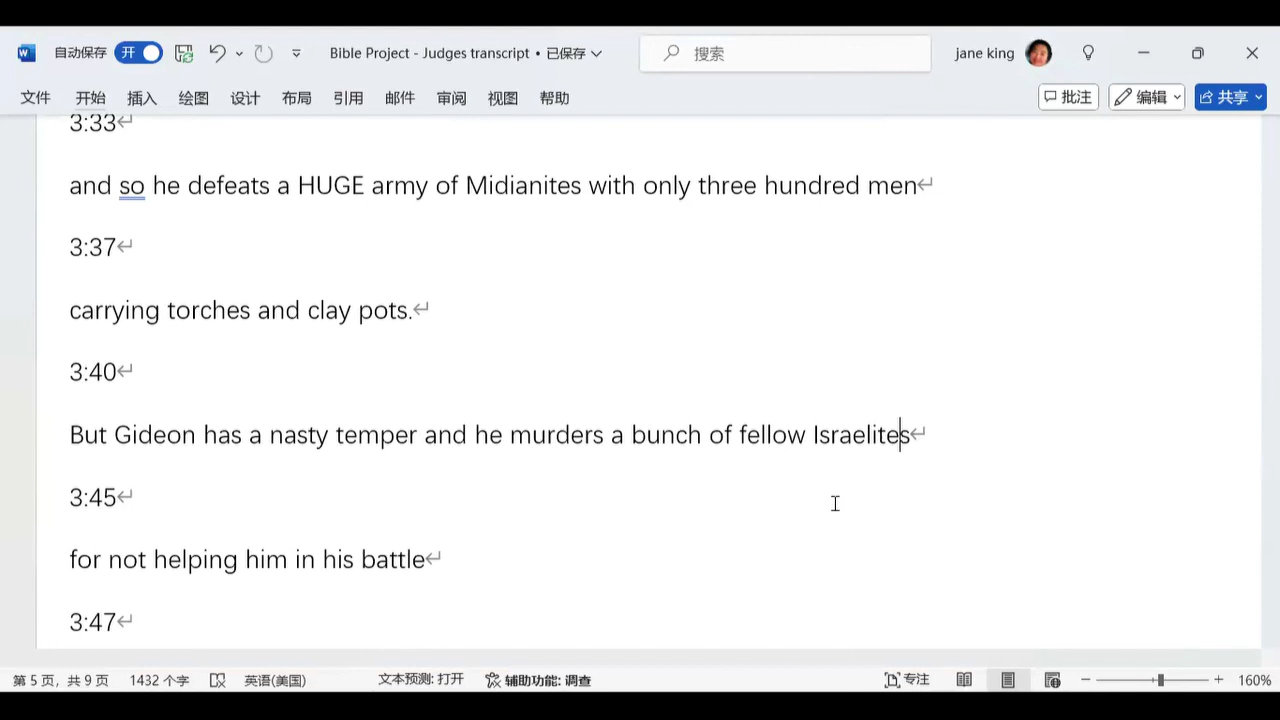 自动保存 开 Bible Project - Judges transcript • 已保存 搜索 jane king
文件 开始 插入 绘图 设计 布局 引用 邮件 审阅 视图 帮助 批注 编辑 共享
3:33
and so he defeats a HUGE army of Midianites with only three hundred men
3:37
carrying torches and clay pots.
3:40
But Gideon has a nasty temper and he murders a bunch of fellow Israelites
3:45
for not helping him in his battle
3:47
第 5 页，共 9 页 1432 个字 英语(美国) 文本预测: 打开 辅助功能: 调查 专注 160%